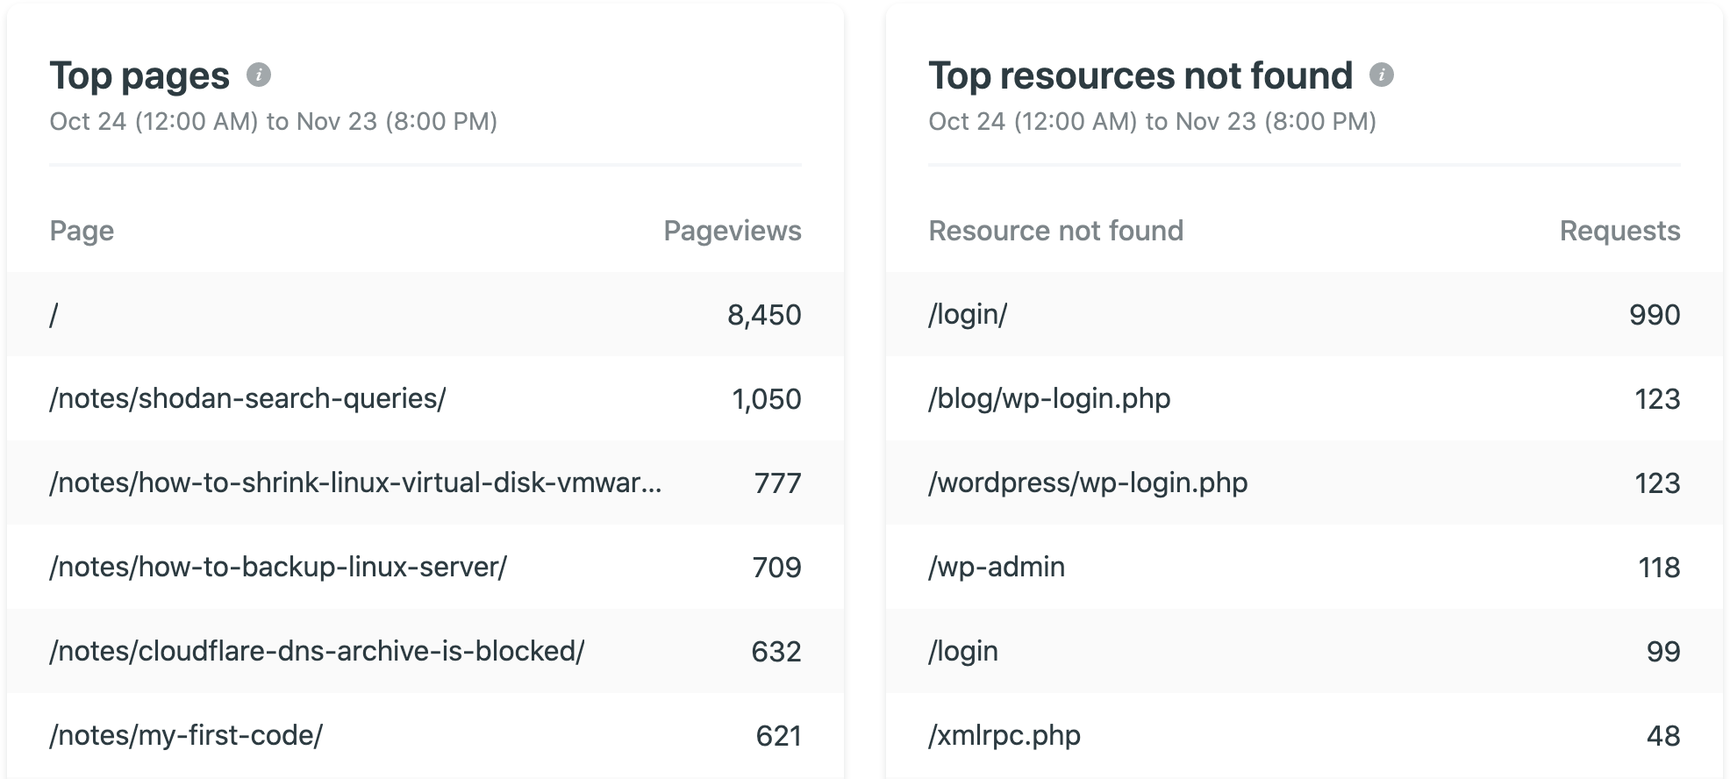 Top pages
Oct 24 (12:00 AM) to Nov 23 (8:00 PM)
Page Pageviews
/ 8,450
/notes/shodan-search-queries/ 1,050
/notes/how-to-shrink-linux-virtual-disk-vmwar... 777
/notes/how-to-backup-linux-server/ 709
/notes/cloudflare-dns-archive-is-blocked/ 632
/notes/my-first-code/ 621
Top resources not found
Oct 24 (12:00 AM) to Nov 23 (8:00 PM)
Resource not found Requests
/login/ 990
/blog/wp-login.php 123
/wordpress/wp-login.php 123
/wp-admin 118
/login 99
/xmlrpc.php 48